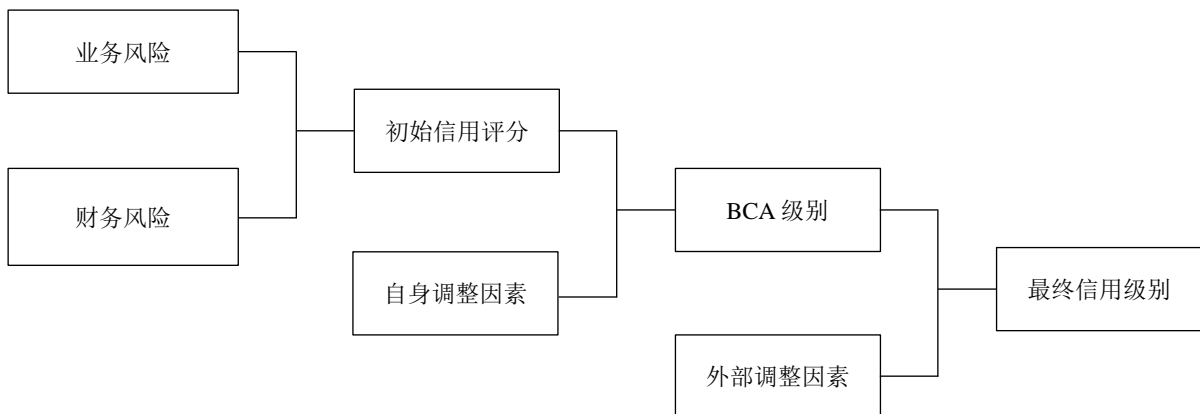 业务风险
初始信用评分
财务风险
BCA 级别
自身调整因素
最终信用级别
外部调整因素